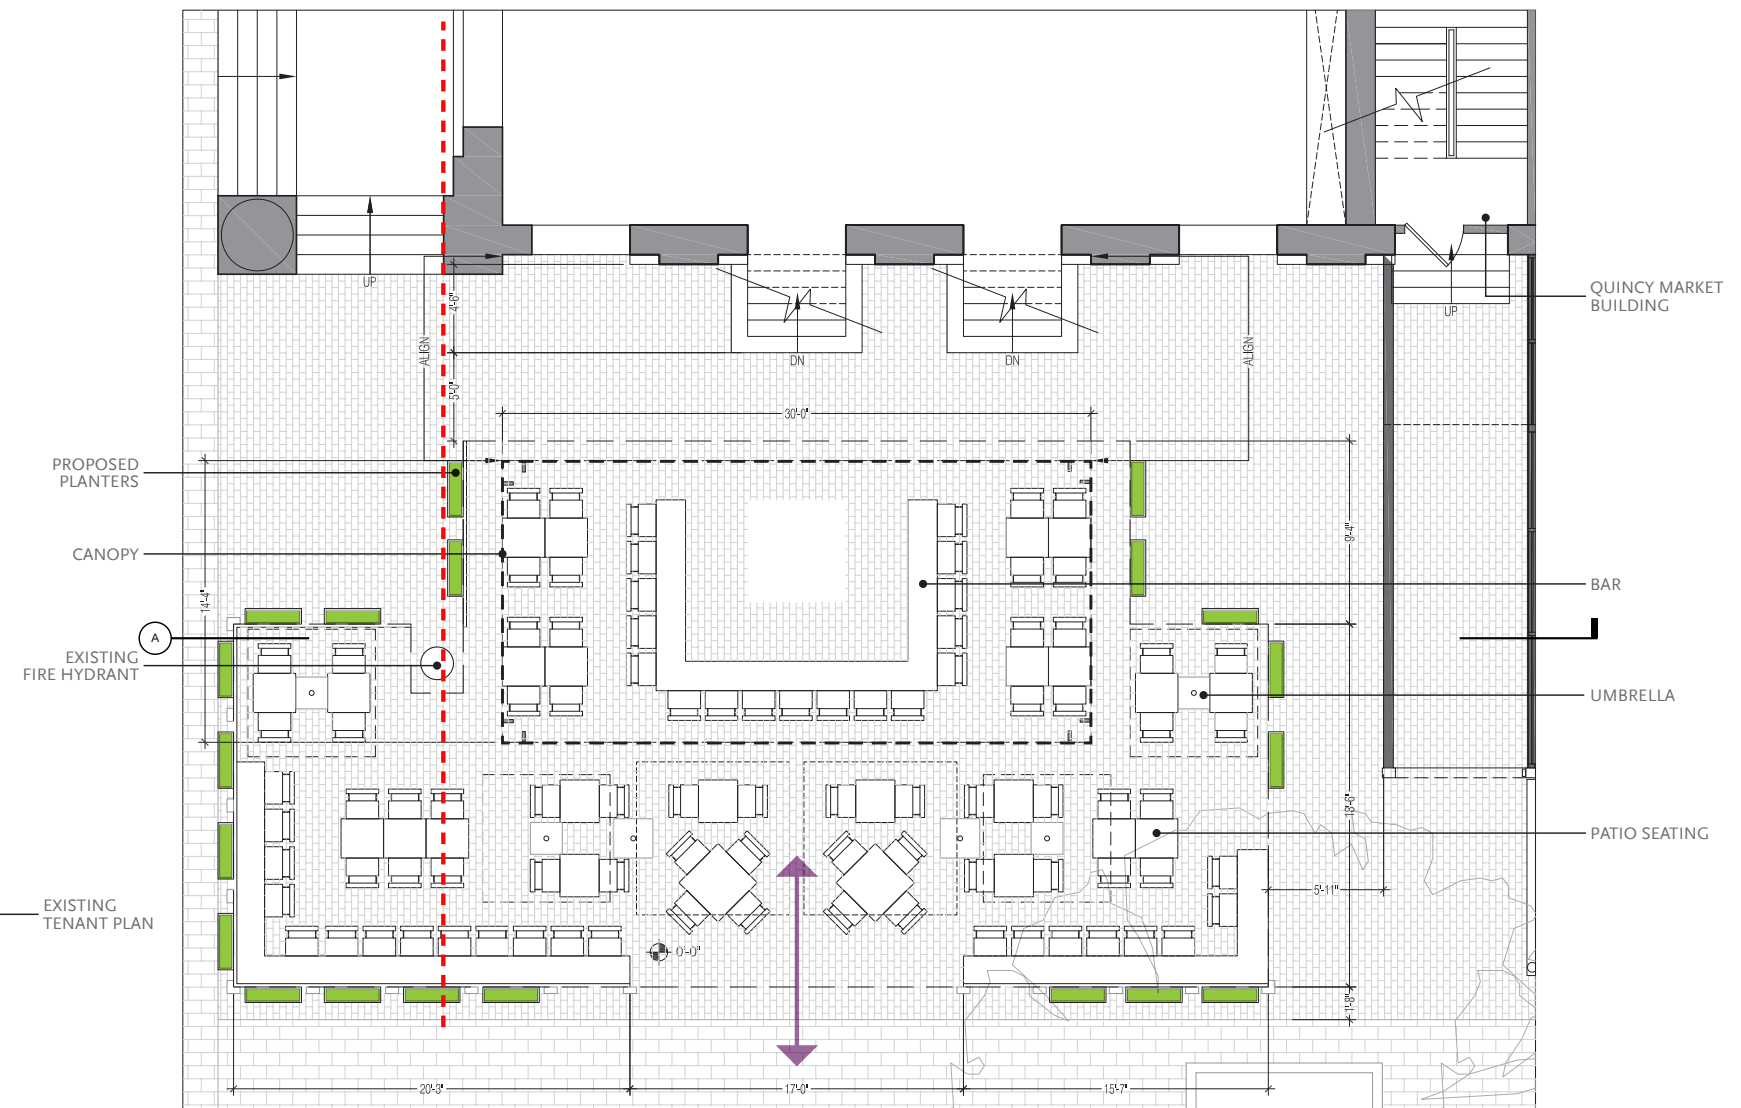 UP
4'-6"
QUINCY MARKET
BUILDING
UP
ALIGN
ALIGN
DN
DN
5'-0"
30'-0"
PROPOSED
PLANTERS
9'-4"
CANOPY
BAR
14'-4"
A
EXISTING
FIRE HYDRANT
UMBRELLA
18'-6"
PATIO SEATING
5'-11"
EXISTING
TENANT PLAN
0'-0"
1'-8"
20'-3"
17'-0"
15'-7"